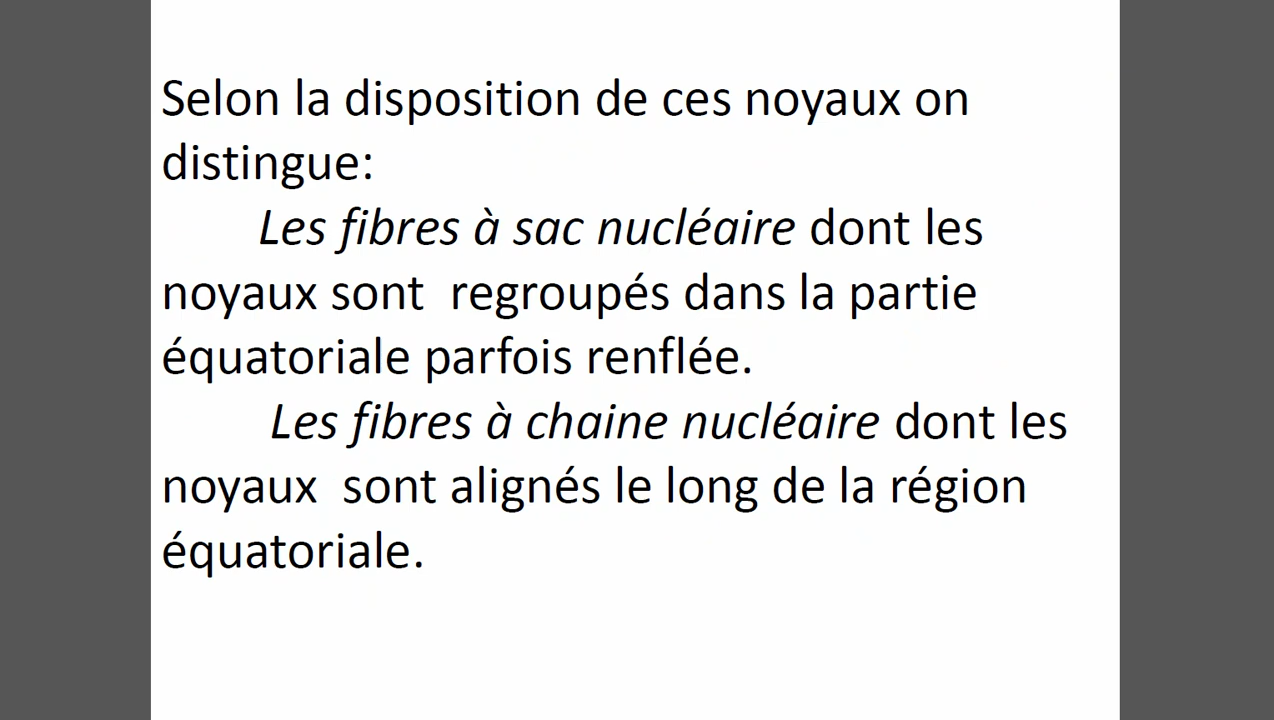 Selon la disposition de ces noyaux on
distingue:
Les fibres à sac nucléaire dont les
noyaux sont regroupés dans la partie
équatoriale parfois renflée.
Les fibres à chaine nucléaire dont les
noyaux sont alignés le long de la région
équatoriale.